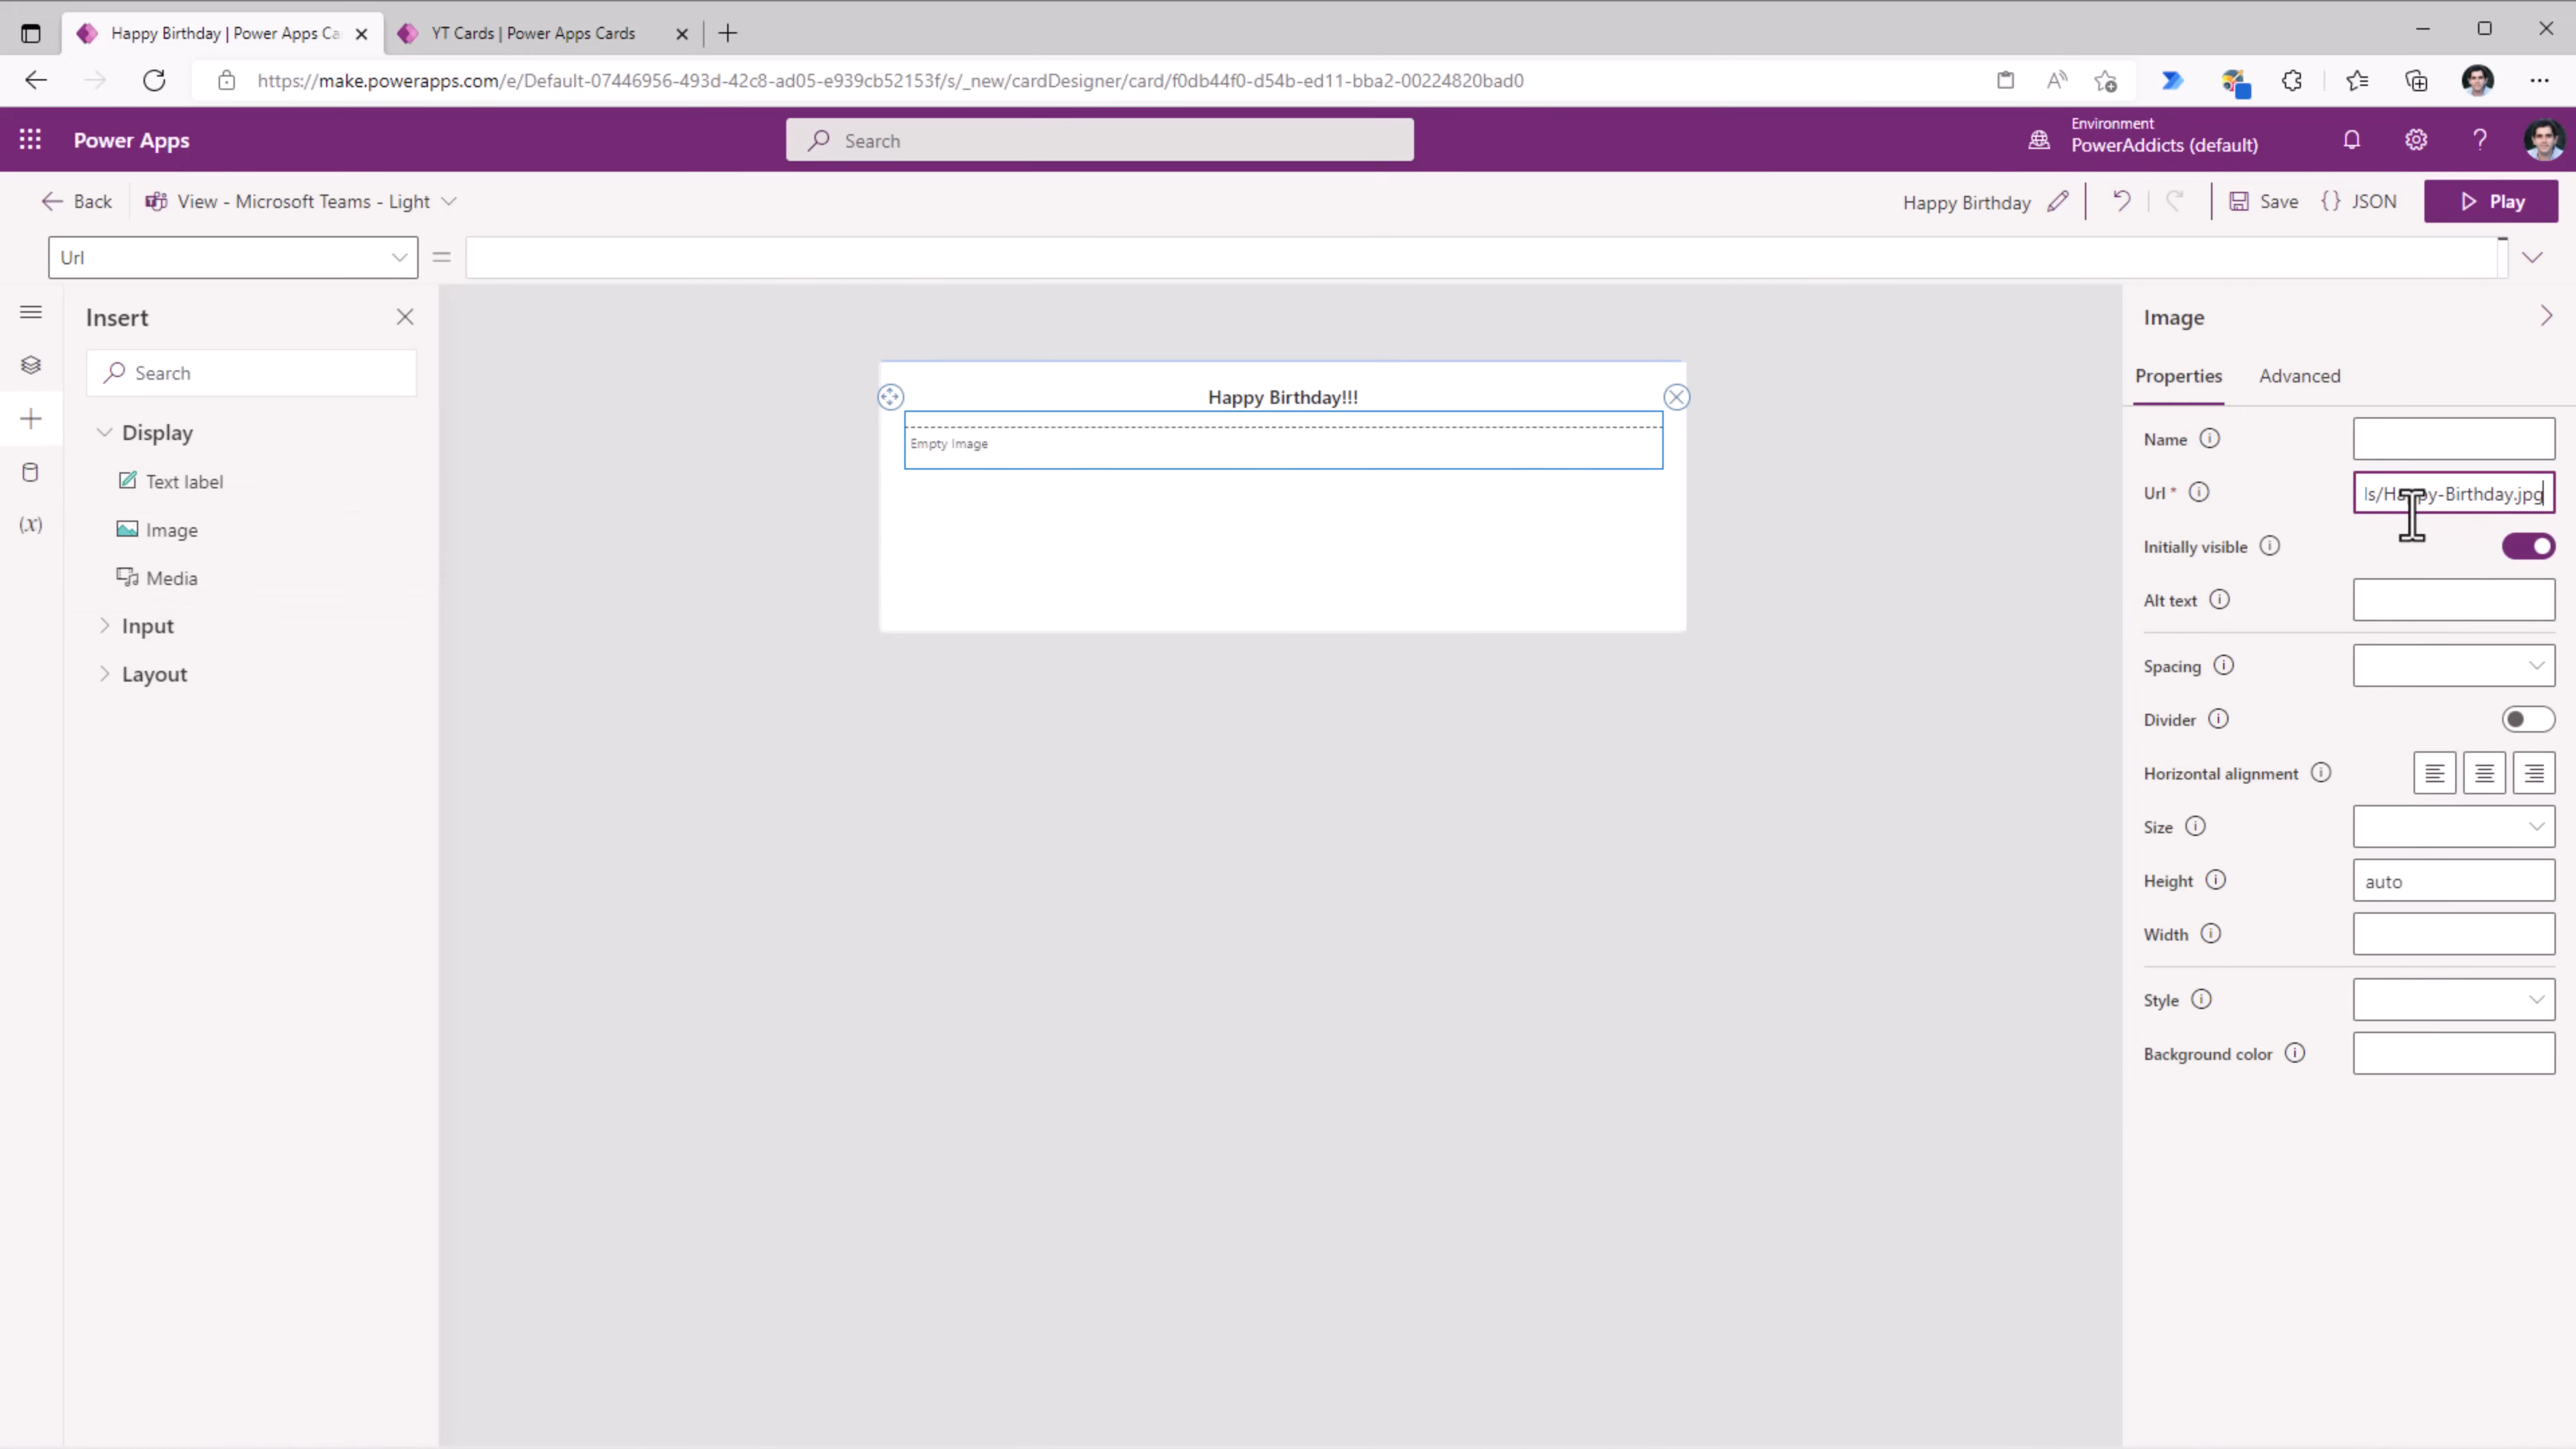 Happy Birthday | Power Apps Ca
YT Cards | Power Apps Cards
https://make.powerapps.com/e/Default-07446956-493d-42c8-ad05-e939cb52153f/s/_new/cardDesigner/card/f0db44f0-d54b-ed11-bba2-00224820bad0
Power Apps
Search
Environment
PowerAddicts (default)
Back
View - Microsoft Teams - Light
Happy Birthday
Save
{ } JSON
Play
Url
=
Insert
Search
Display
Text label
Image
Media
Input
Layout
(x)
Happy Birthday!!!
Empty Image
Image
Properties
Advanced
Name
Url *
ls/Happy-Birthday.jpg
Initially visible
Alt text
Spacing
Divider
Horizontal alignment
Size
Height
auto
Width
Style
Background color